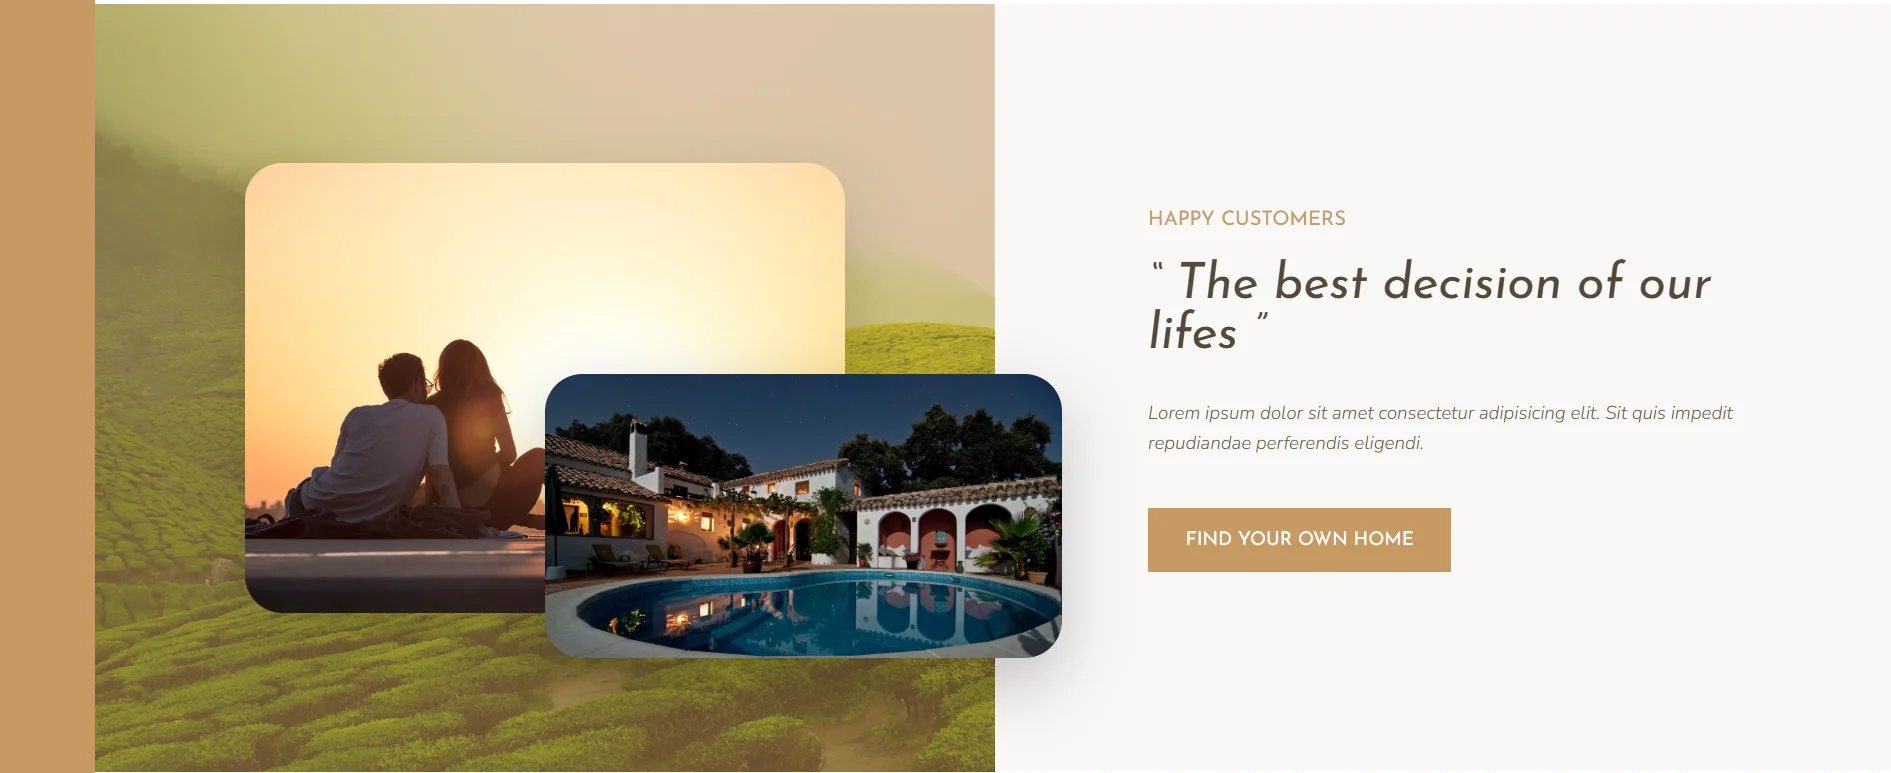 HAPPY CUSTOMERS
“ The best decision of our
lifes ”
Lorem ipsum dolor sit amet consectetur adipisicing elit. Sit quis impedit
repudiandae perferendis eligendi.
FIND YOUR OWN HOME